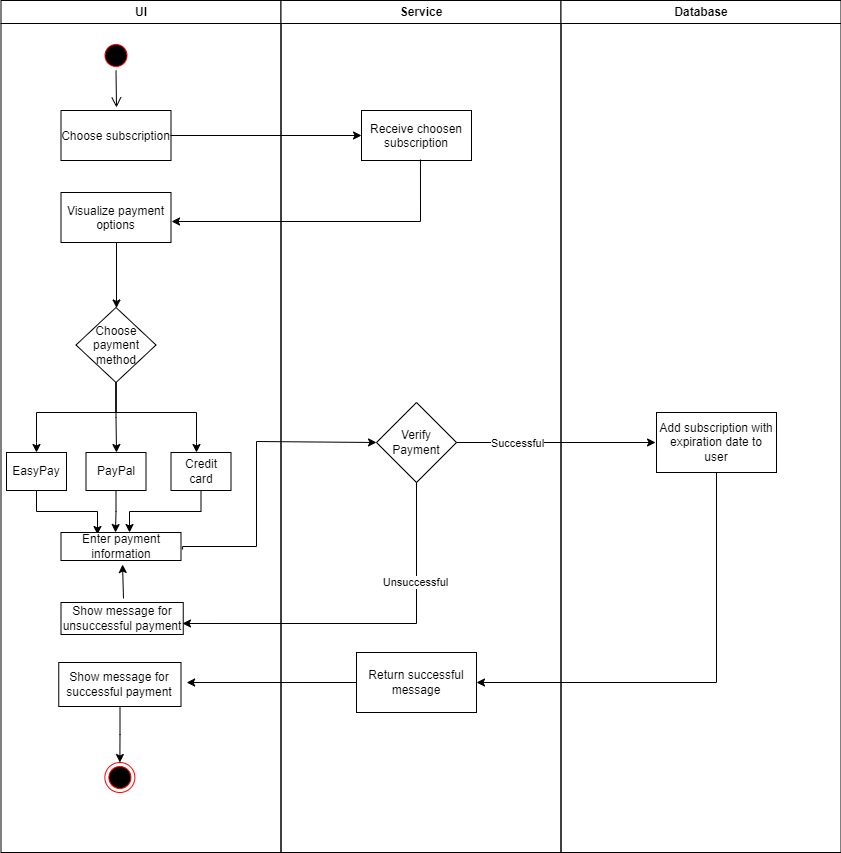 UI
Service
Database
Choose subscription
Receive choosen
subscription
Visualize payment
options
Choose
payment
method
EasyPay
PayPal
Credit
card
Verify
Payment
Successful
Add subscription with
expiration date to
user
Enter payment
information
Unsuccessful
Show message for
unsuccessful payment
Show message for
successful payment
Return successful
message